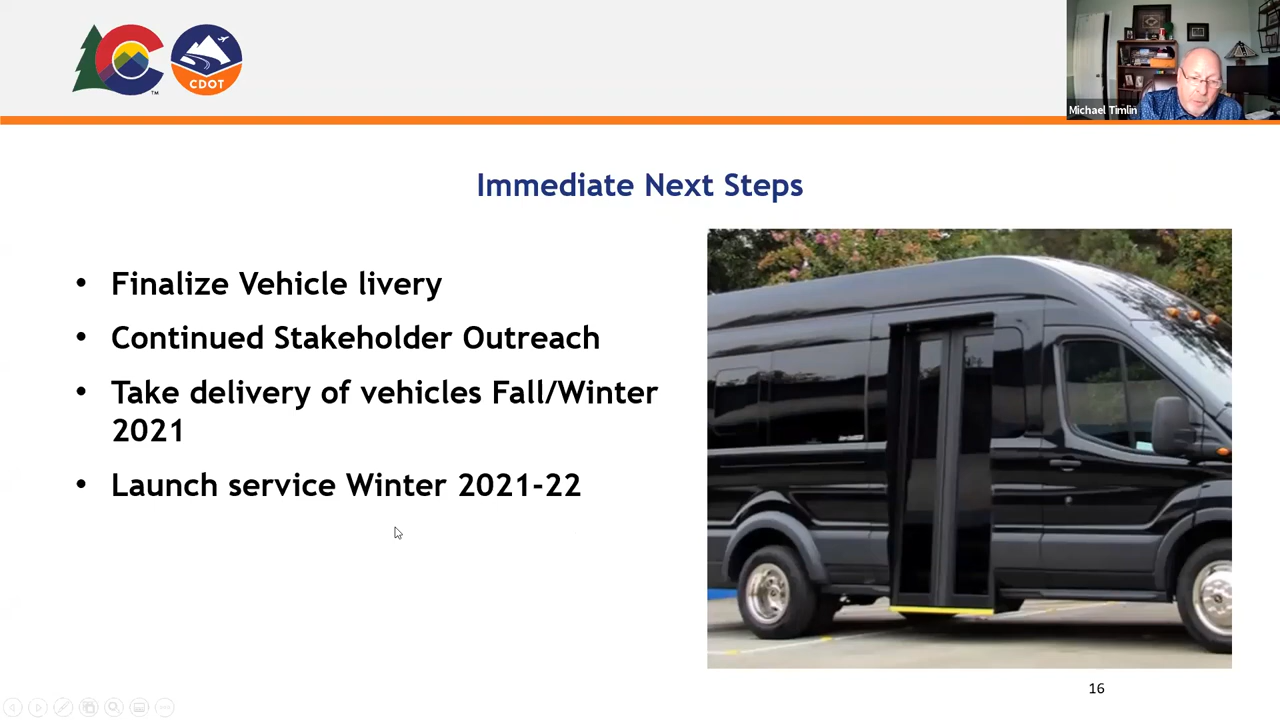 CDOT
TM
Michael Timlin
Immediate Next Steps
• Finalize Vehicle livery
• Continued Stakeholder Outreach
• Take delivery of vehicles Fall/Winter
2021
• Launch service Winter 2021-22
16